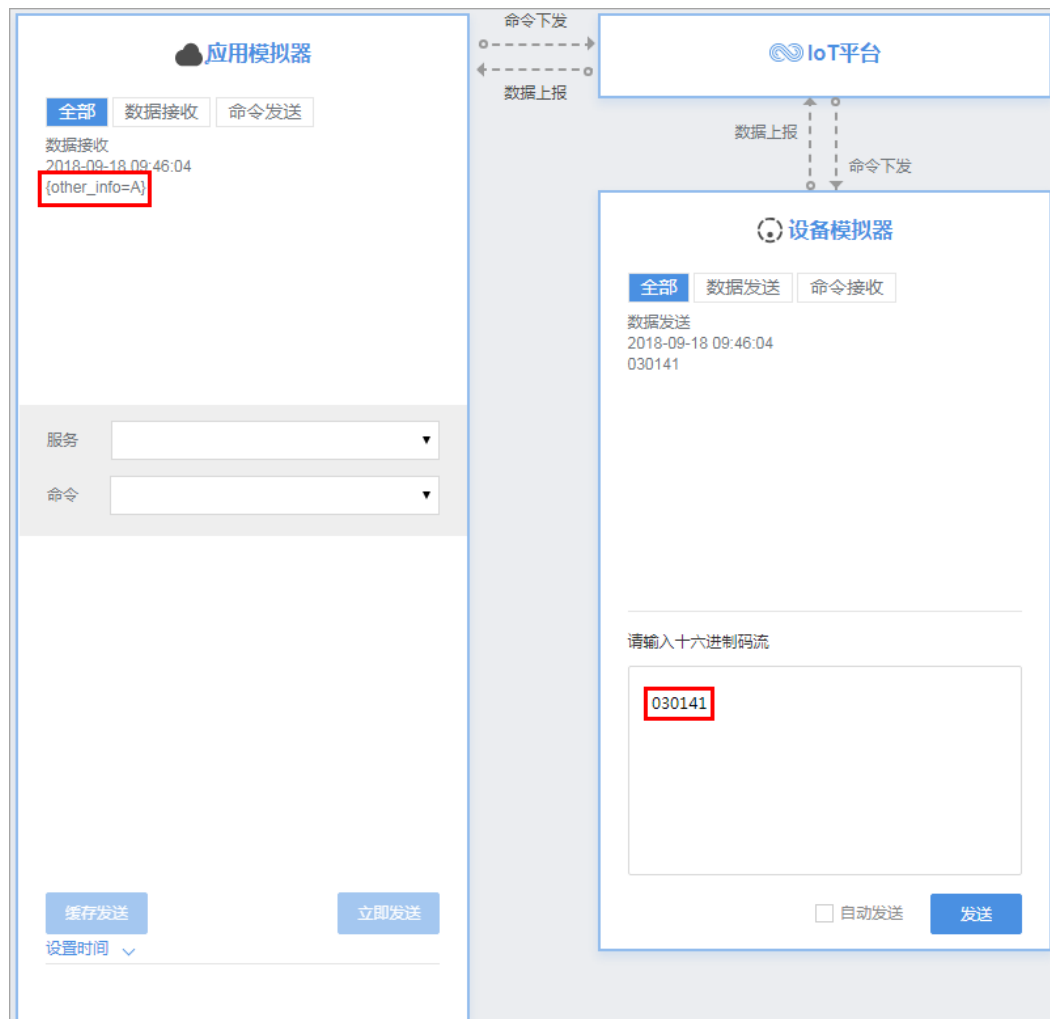 应用模拟器
全部 数据接收 命令发送
数据接收
2018-09-18 09:46:04
{other_info=A}
服务
命令
缓存发送 立即发送
设置时间
命令下发
数据上报
IoT平台
数据上报
命令下发
设备模拟器
全部 数据发送 命令接收
数据发送
2018-09-18 09:46:04
030141
请输入十六进制码流
030141
自动发送 发送